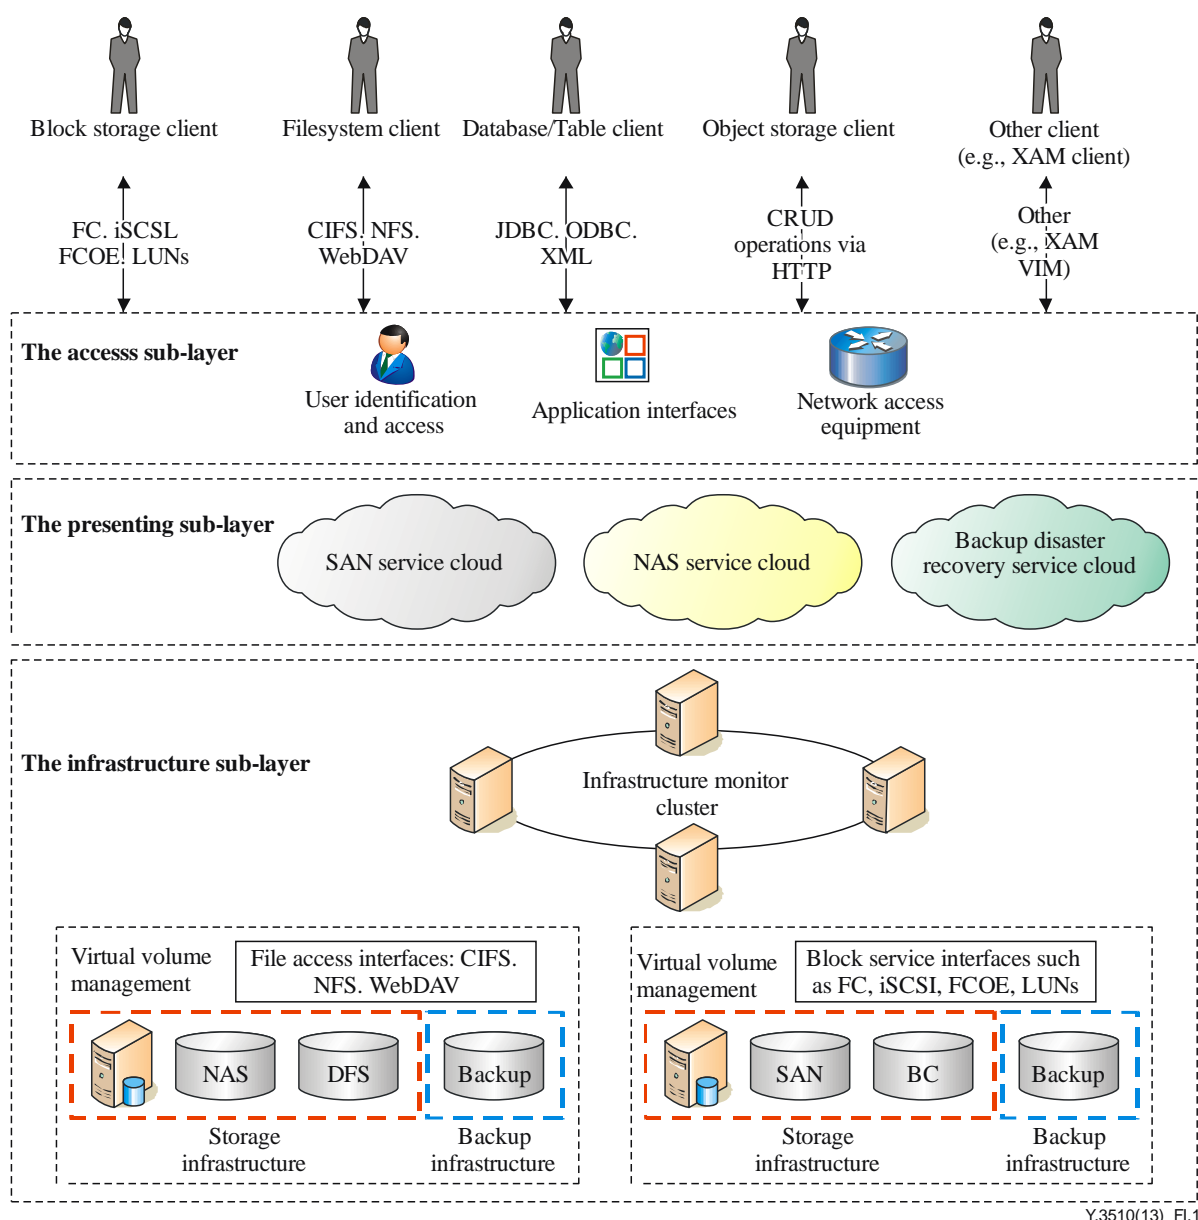 Block storage client
Filesystem client
Database/Table client
Object storage client
Other client
(e.g., XAM client)
FC. iSCSL
FCOE. LUNs
CIFS. NFS.
WebDAV
JDBC. ODBC.
XML
CRUD
operations via
HTTP
Other
(e.g., XAM
VIM)
The accesss sub-layer
User identification
and access
Application interfaces
Network access
equipment
The presenting sub-layer
SAN service cloud
NAS service cloud
Backup disaster
recovery service cloud
The infrastructure sub-layer
Infrastructure monitor
cluster
Virtual volume
management
File access interfaces: CIFS.
NFS. WebDAV
NAS
DFS
Backup
Storage
infrastructure
Backup
infrastructure
Virtual volume
management
Block service interfaces such
as FC, iSCSI, FCOE, LUNs
SAN
BC
Backup
Storage
infrastructure
Backup
infrastructure
Y.3510(13)_FI.1